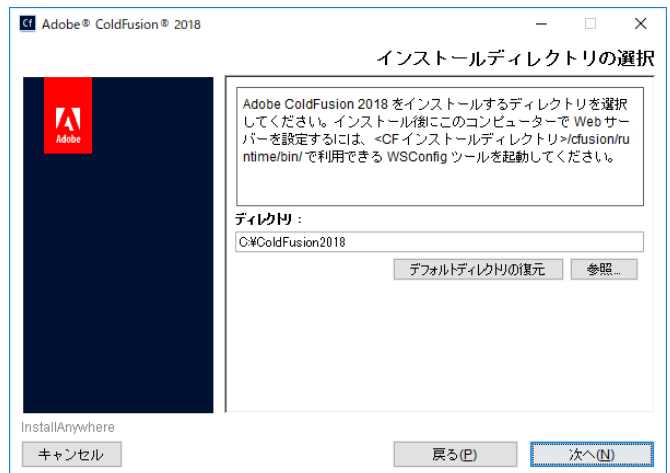 Adobe® ColdFusion® 2018
インストールディレクトリの選択
Adobe
Adobe ColdFusion 2018 をインストールするディレクトリを選択
してください。インストール後にこのコンピューターで Web サー
バーを設定するには、<CF インストールディレクトリ>/cfusion/ru
ntime/bin/ で利用できる WSConfig ツールを起動してください。
ディレクトリ :
C:¥ColdFusion2018
デフォルトディレクトリの復元
参照...
InstallAnywhere
キャンセル
戻る(P)
次へ(N)